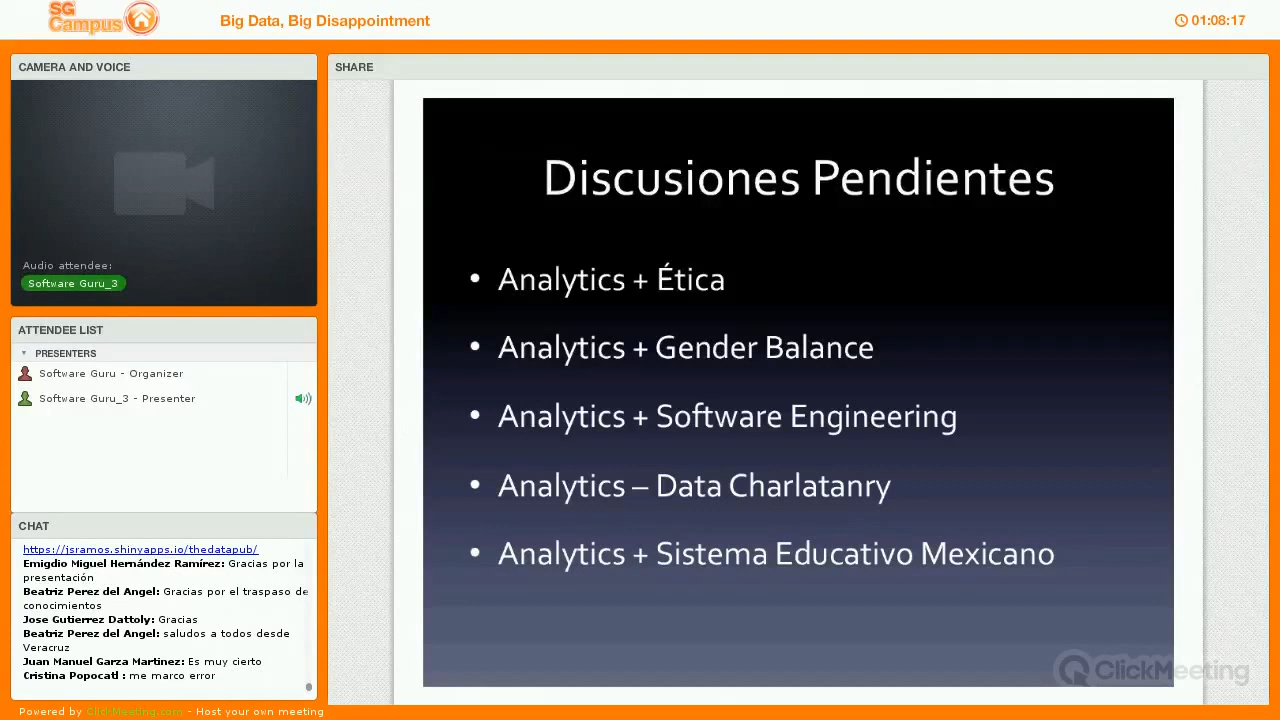 SG
Campus
Big Data, Big Disappointment
01:08:17
CAMERA AND VOICE
Audio attendee:
Software Guru_3
ATTENDEE LIST
PRESENTERS
Software Guru - Organizer
Software Guru_3 - Presenter
CHAT
https://jsramos.shinyapps.io/thedatapub/
Emigdio Miguel Hernández Ramírez: Gracias por la
presentación
Beatriz Perez del Angel: Gracias por el traspaso de
conocimientos
Jose Gutierrez Dattoly: Gracias
Beatriz Perez del Angel: saludos a todos desde
Veracruz
Juan Manuel Garza Martinez: Es muy cierto
Cristina Popocatl : me marco error
SHARE
Discusiones Pendientes
• Analytics + Ética
• Analytics + Gender Balance
• Analytics + Software Engineering
• Analytics – Data Charlatanry
• Analytics + Sistema Educativo Mexicano
ClickMeeting
Powered by ClickMeeting.com - Host your own meeting